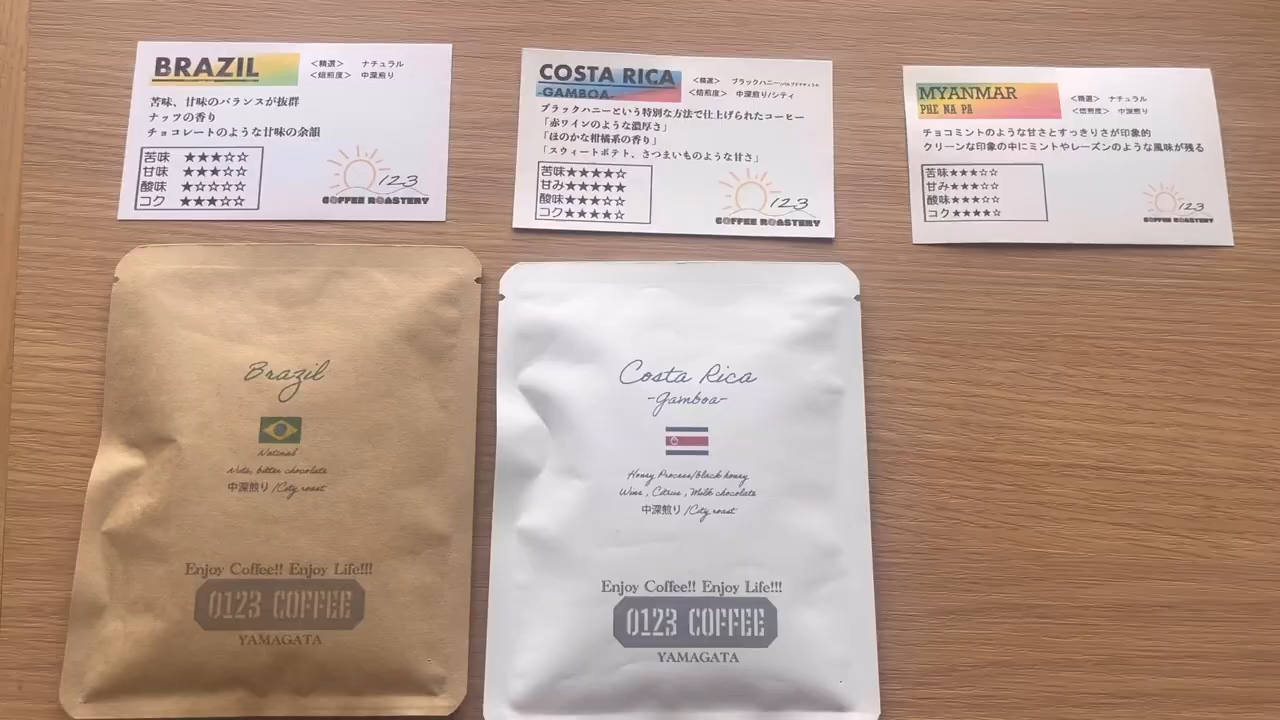 BRAZIL
<精選> ナチュラル
<焙煎度> 中深煎り
苦味、甘味のバランスが抜群
ナッツの香り
チョコレートのような甘味の余韻
苦味 ★★★☆☆
甘味 ★★★☆☆
酸味 ★☆☆☆☆
コク ★★★☆☆
123
COFFEE ROASTERY
COSTA RICA
-GAMBOA-
<精選> ブラックハニー
<焙煎度> 中深煎り/シティ
ブラックハニーという特別な方法で仕上げられたコーヒー
「赤ワインのような濃厚さ」
「ほのかな柑橘系の香り」
「スウィートポテト、さつまいものような甘さ」
苦味★★★★☆
甘み★★★★★
酸味★★★☆☆
コク★★★★☆
123
COFFEE ROASTERY
MYANMAR
PHE NA PA
<精選> ナチュラル
<焙煎度> 中深煎り
チョコミントのような甘さとすっきりさが印象的
クリーンな印象の中にミントやレーズンのような風味が残る
苦味★★★☆☆
甘み★★★☆☆
酸味★★★☆☆
コク★★★★☆
123
COFFEE ROASTERY
Brazil
Natural
Nuts, bitter chocolate
中深煎り/City roast
Enjoy Coffee!! Enjoy Life!!!
0123 COFFEE
YAMAGATA
Costa Rica
-Gamboa-
Honey Process/Black honey
Wine, Citrus, Milk chocolate
中深煎り/City roast
Enjoy Coffee!! Enjoy Life!!!
0123 COFFEE
YAMAGATA